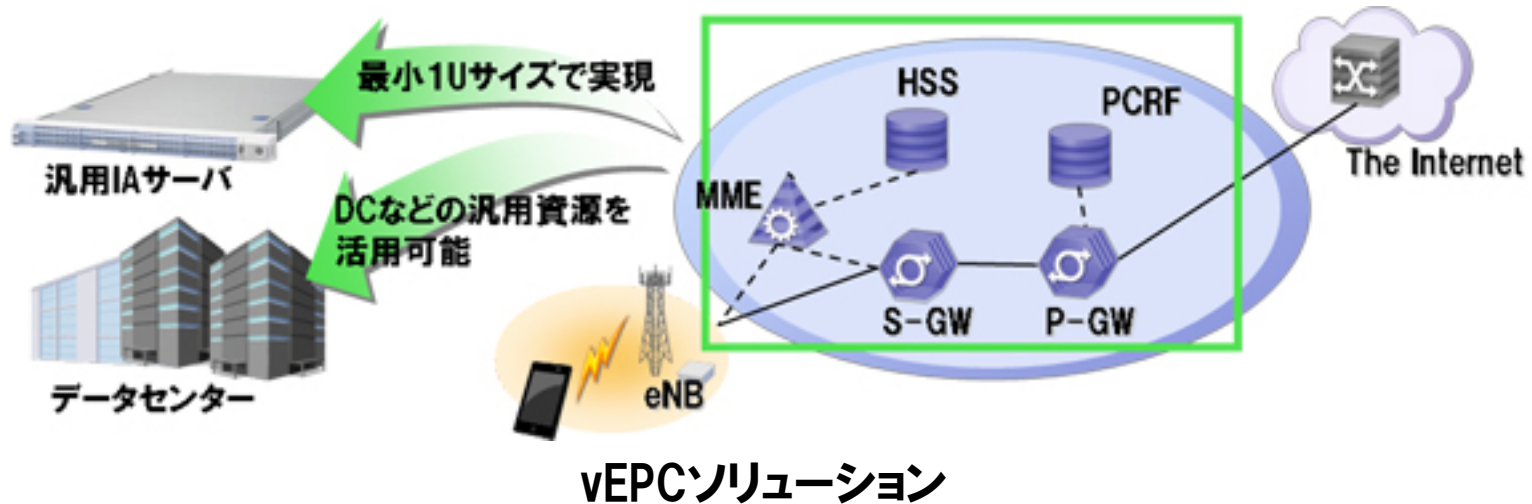 最小1Uサイズで実現
汎用IAサーバ
DCなどの汎用資源を
活用可能
データセンター
HSS
PCRF
MME
S-GW
P-GW
eNB
The Internet
vEPCソリューション